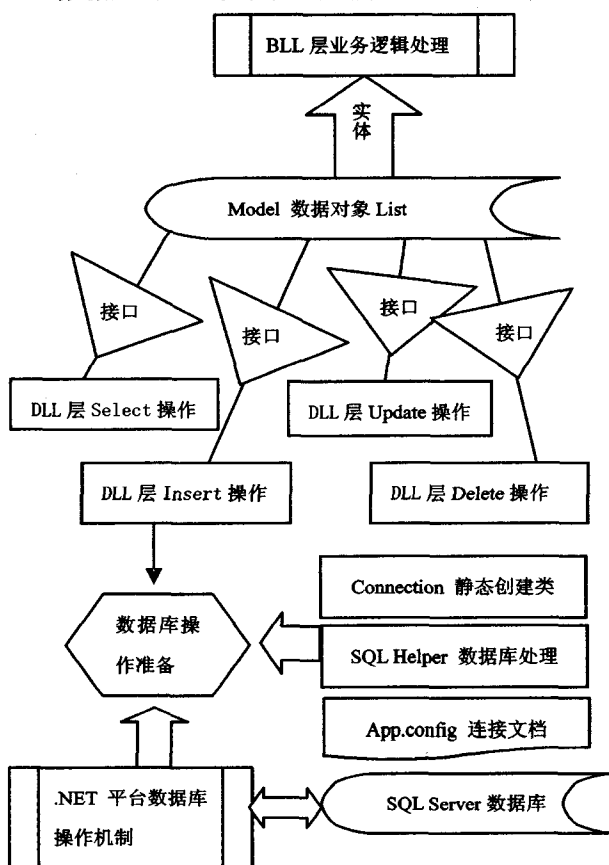 BLL 层业务逻辑处理
实
体
Model 数据对象 List
接口
接口
接口
接口
DLL 层 Select 操作
DLL 层 Update 操作
DLL 层 Insert 操作
DLL 层 Delete 操作
Connection 静态创建类
数据库操
作准备
SQL Helper 数据库处理
App.config 连接文档
.NET 平台数据库
操作机制
SQL Server 数据库